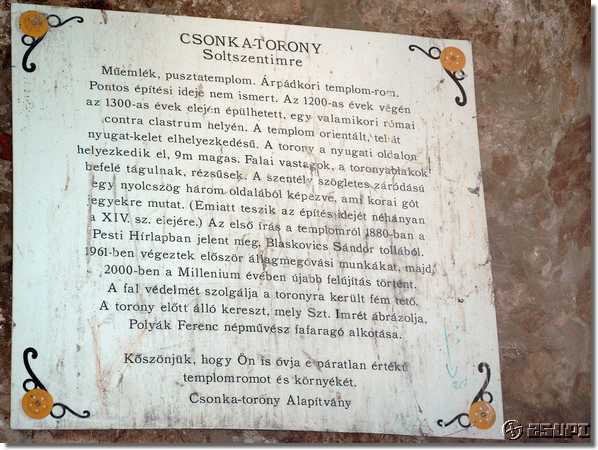 CSONKA-TORONY
Soltszentimre
Műemlék, pusztatemplom. Árpádkori templom-rom.
Pontos építési ideje nem ismert. Az 1200-as évek végén
az 1300-as évek elején épülhetett, egy valamikori római
contra clastrum helyén. A templom orientált, tehát
nyugat-kelet elhelyezkedésű. A torony a nyugati oldalon
helyezkedik el, 9m magas. Falai vastagok, a toronyablakok
befelé tágulnak, rézsűsek. A szentély szögletes záródású
egy nyolcszög három oldalából képezve, ami korai gót
jegyekre mutat. (Emiatt teszik az építés idejét néhányan
a XIV. sz. elejére.) Az első írás a templomról 1880-ban a
Pesti Hírlapban jelent meg, Blaskovics Sándor tollából.
1961-ben végeztek először állagmegóvási munkákat, majd
2000-ben a Millenium évében újabb felújítás történt.
A fal védelmét szolgálja a toronyra került fém tető.
A torony előtt álló kereszt, mely Szt. Imrét ábrázolja,
Polyák Ferenc népművész fafaragó alkotása.
Köszönjük, hogy Ön is óvja e páratlan értékű
templomromot és környékét.
Csonka-torony Alapítvány